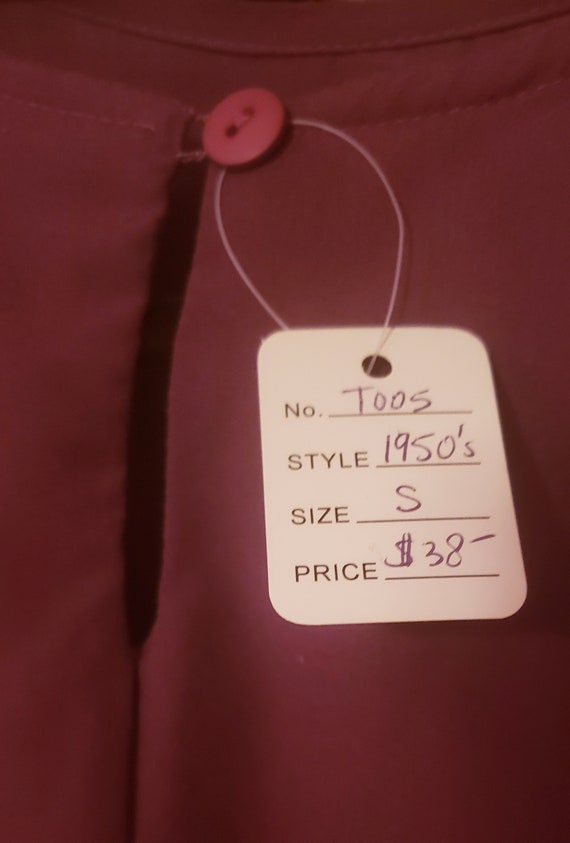 No. T005
STYLE 1950's
SIZE S
PRICE $38-